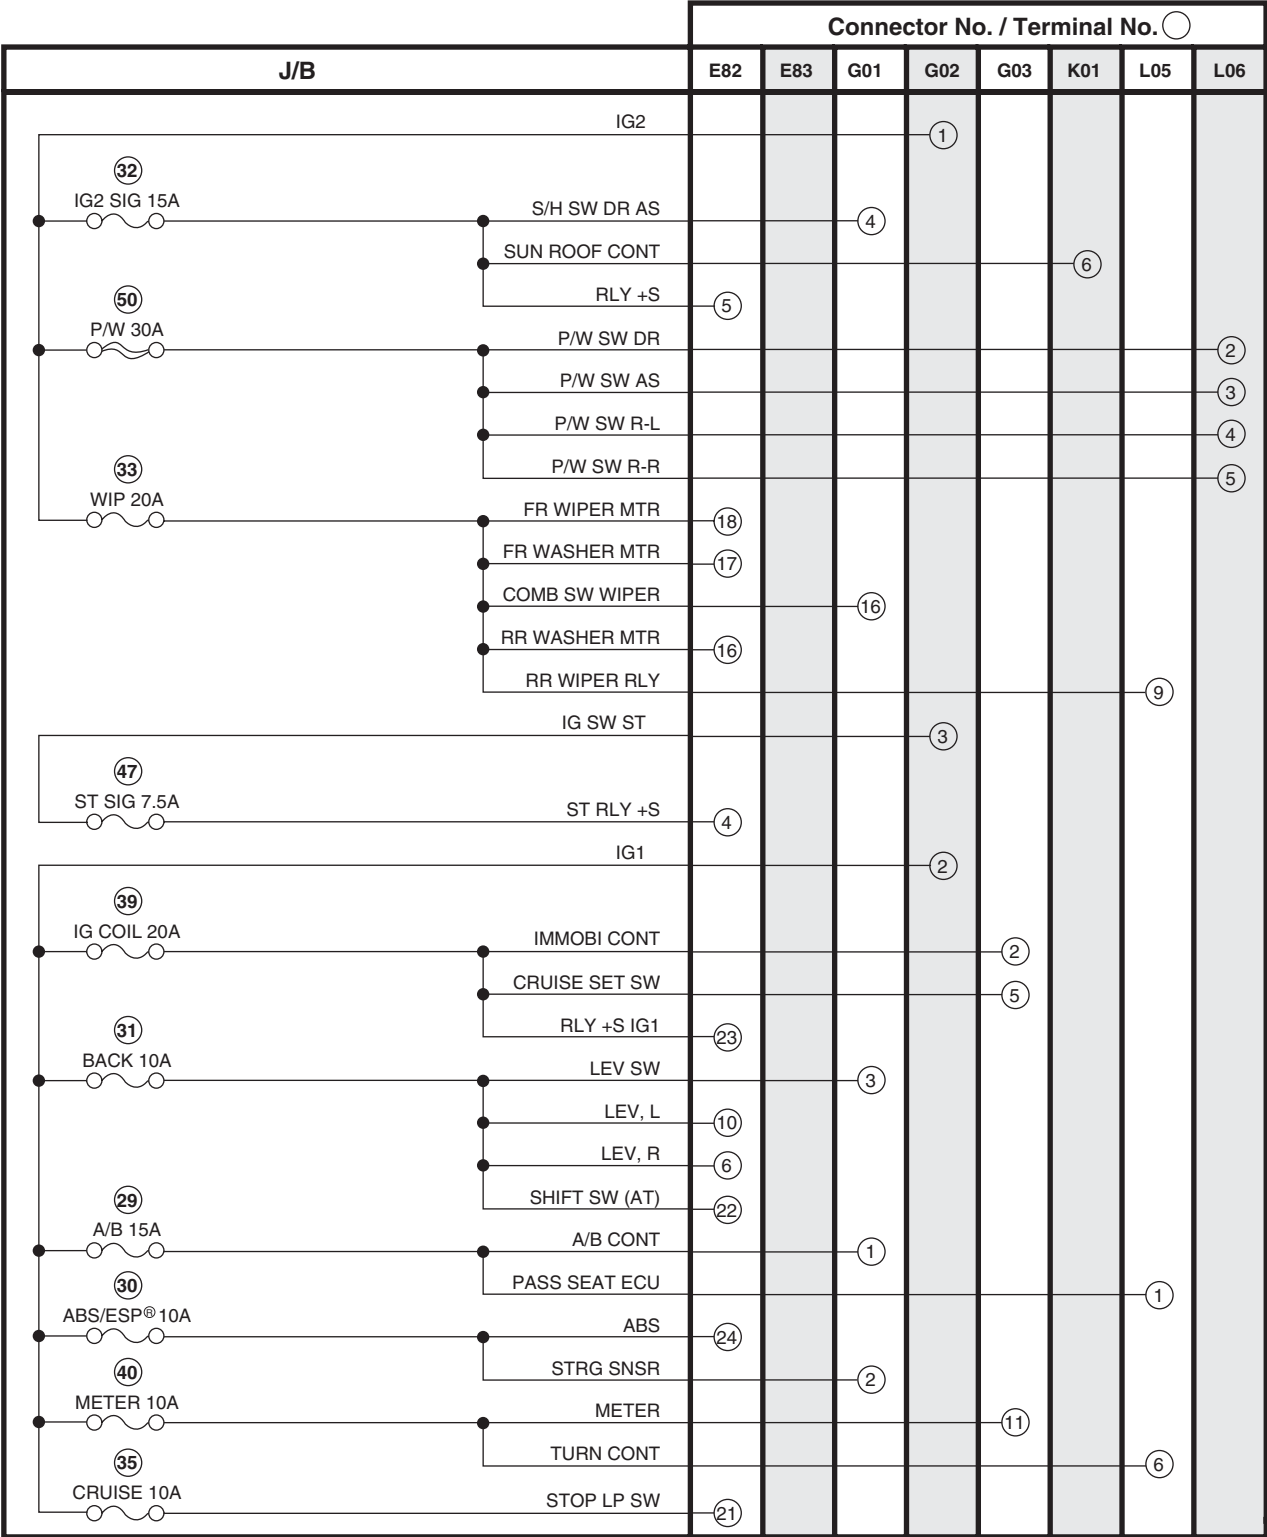 Connector No. / Terminal No.
J/B E82 E83 G01 G02 G03 K01 L05 L06
IG2 1
32
IG2 SIG 15A
S/H SW DR AS 4
SUN ROOF CONT 6
RLY +S 5
50
P/W 30A
P/W SW DR 2
P/W SW AS 3
P/W SW R-L 4
P/W SW R-R 5
33
WIP 20A
FR WIPER MTR 18
FR WASHER MTR 17
COMB SW WIPER 16
RR WASHER MTR 16
RR WIPER RLY 9
IG SW ST 3
47
ST SIG 7.5A
ST RLY +S 4
IG1 2
39
IG COIL 20A
IMMOBI CONT 2
CRUISE SET SW 5
RLY +S IG1 23
31
BACK 10A
LEV SW 3
LEV, L 10
LEV, R 6
SHIFT SW (AT) 22
29
A/B 15A
A/B CONT 1
PASS SEAT ECU 1
30
ABS/ESP® 10A
ABS 24
STRG SNSR 2
40
METER 10A
METER 11
TURN CONT 6
35
CRUISE 10A
STOP LP SW 21